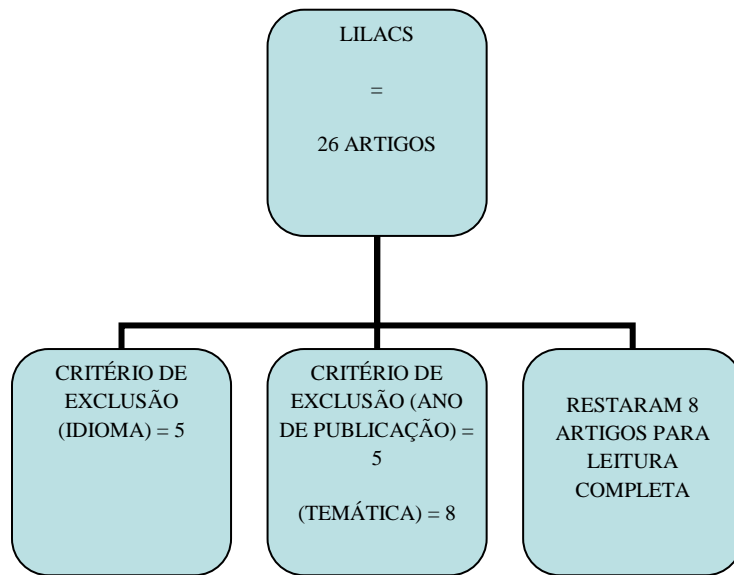 LILACS
=
26 ARTIGOS
CRITÉRIO DE
EXCLUSÃO
(IDIOMA) = 5
CRITÉRIO DE
EXCLUSÃO (ANO
DE PUBLICAÇÃO) =
5
(TEMÁTICA) = 8
RESTARAM 8
ARTIGOS PARA
LEITURA
COMPLETA